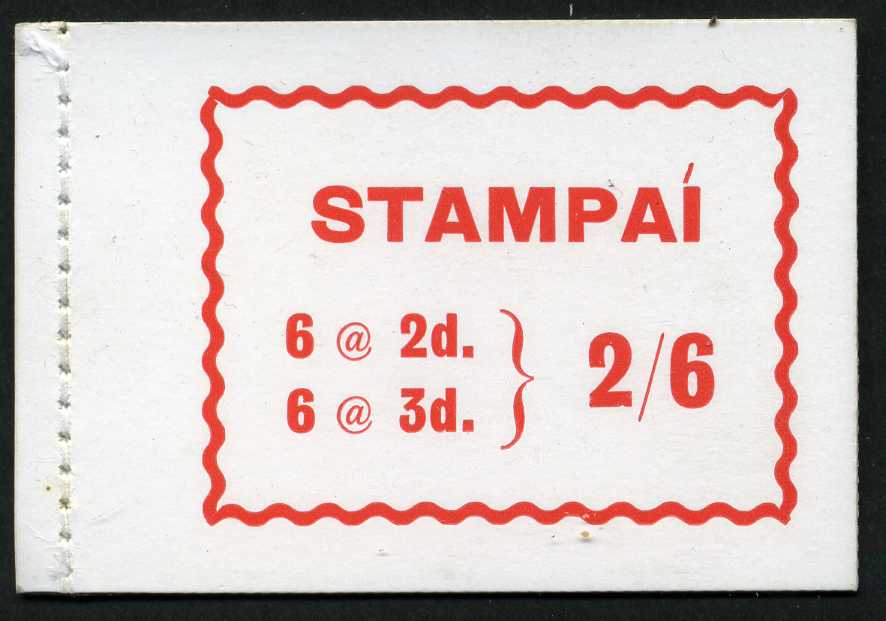 STAMPAÍ
6 @ 2d.
6 @ 3d.
} 2/6